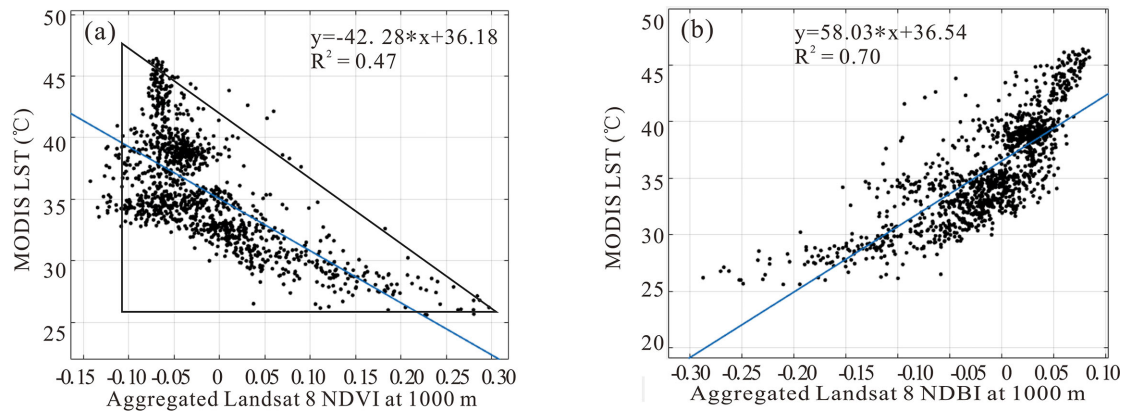 (a)
y=-42. 28*x+36.18
R² = 0.47
50
45
40
35
30
25
MODIS LST (℃)
-0.15 -0.10 -0.05 0 0.05 0.10 0.15 0.20 0.25 0.30
Aggregated Landsat 8 NDVI at 1000 m
(b)
y=58.03*x+36.54
R² = 0.70
50
45
40
35
30
25
20
MODIS LST (℃)
-0.30 -0.25 -0.20 -0.15 -0.10 -0.05 0 0.05 0.10
Aggregated Landsat 8 NDBI at 1000 m